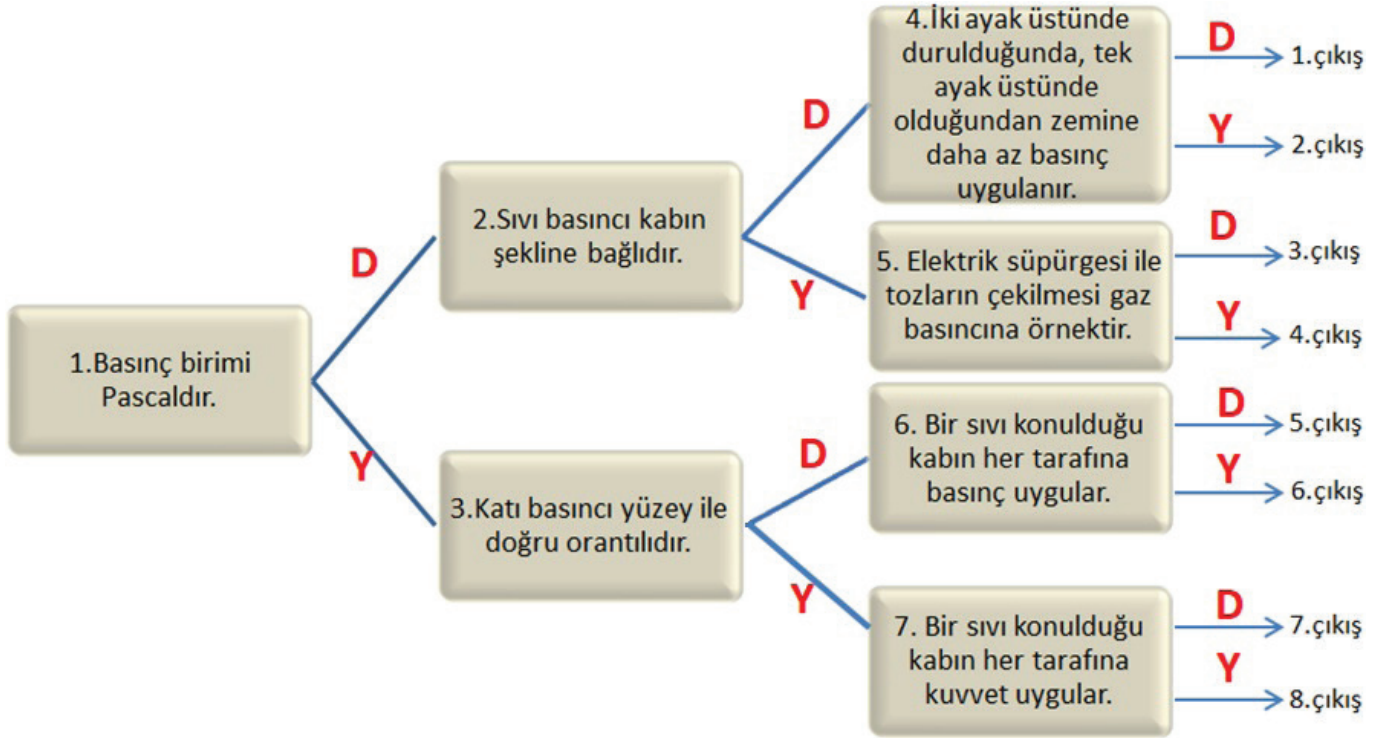 1.Basınç birimi
Pascaldır.
D
Y
2.Sıvı basıncı kabın
şekline bağlıdır.
D
Y
3.Katı basıncı yüzey ile
doğru orantılıdır.
D
Y
4.İki ayak üstünde
durulduğunda, tek
ayak üstünde
olduğundan zemine
daha az basınç
uygulanır.
D
1.çıkış
Y
2.çıkış
5. Elektrik süpürgesi ile
tozların çekilmesi gaz
basıncına örnektir.
D
3.çıkış
Y
4.çıkış
6. Bir sıvı konulduğu
kabın her tarafına
basınç uygular.
D
5.çıkış
Y
6.çıkış
7. Bir sıvı konulduğu
kabın her tarafına
kuvvet uygular.
D
7.çıkış
Y
8.çıkış